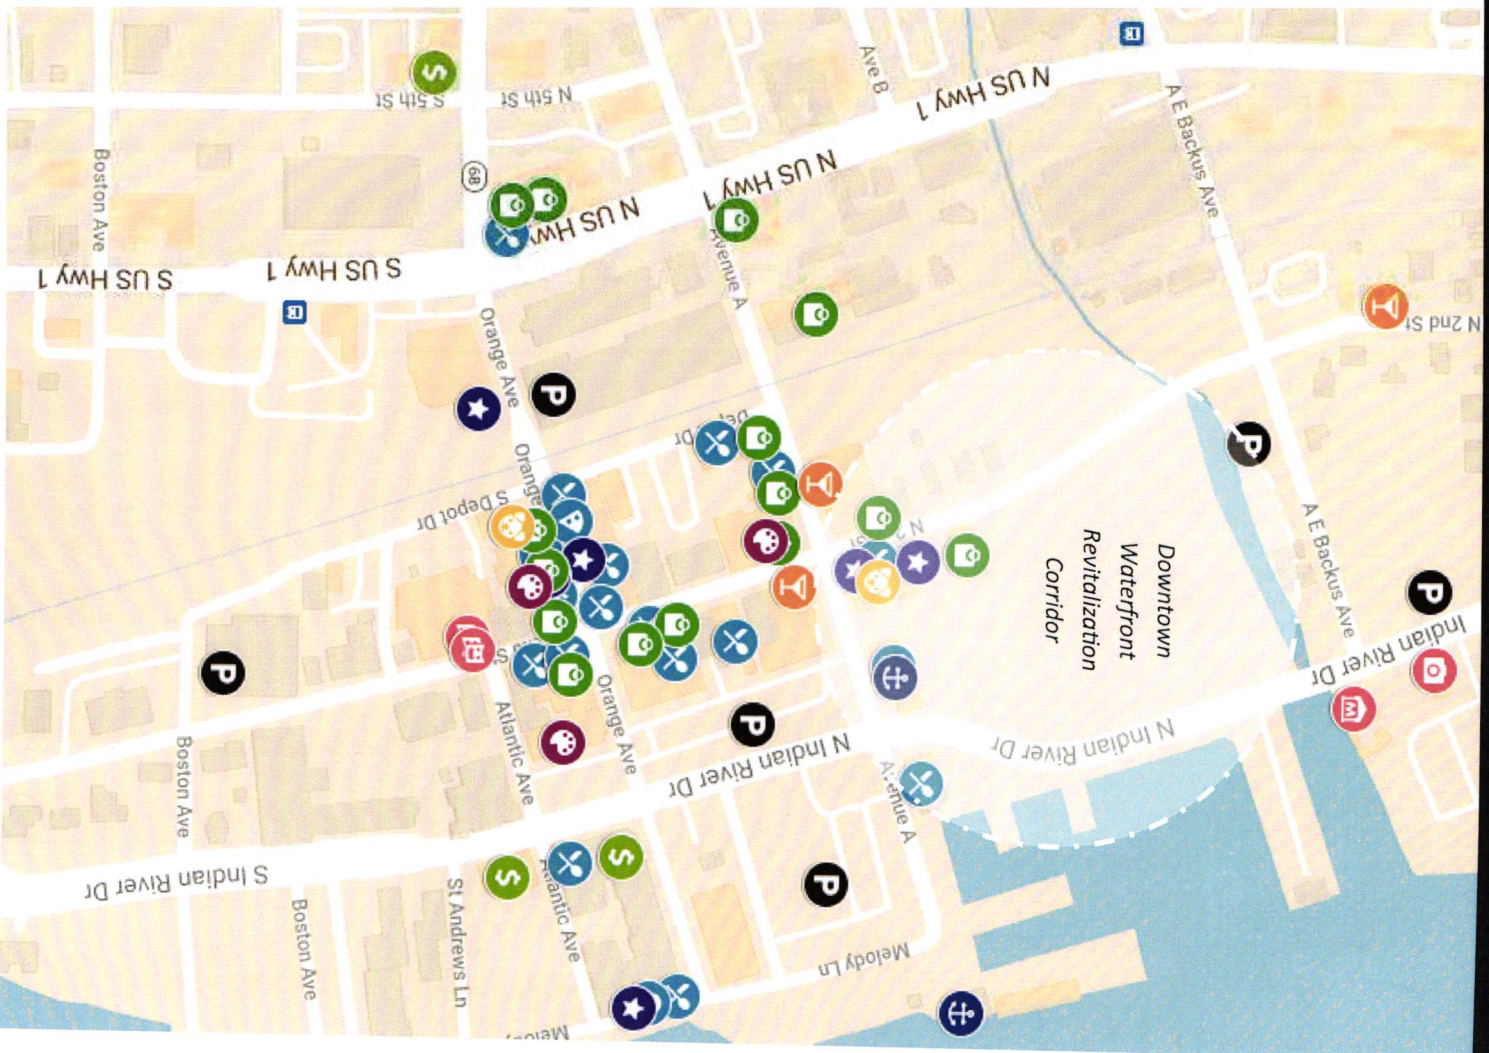 N 5th St
S 5th St
68
Ave B
N US Hwy 1
N US Hwy 1
N US Hwy 1
S US Hwy 1
S US Hwy 1
Boston Ave
A E Backus Ave
Avenue A
N 2nd St
Orange Ave
P
P
Orange
S Depot Dr
A E Backus Ave
Downtown
Waterfront
Revitalization
Corridor
P
P
P
P
M
Indian River Dr
N Indian River Dr
N Indian River Dr
Orange Ave
Atlantic Ave
Boston Ave
Avenue A
S Indian River Dr
Boston Ave
St Andrews Ln
Atlantic Ave
Melody Ln
$
$
$